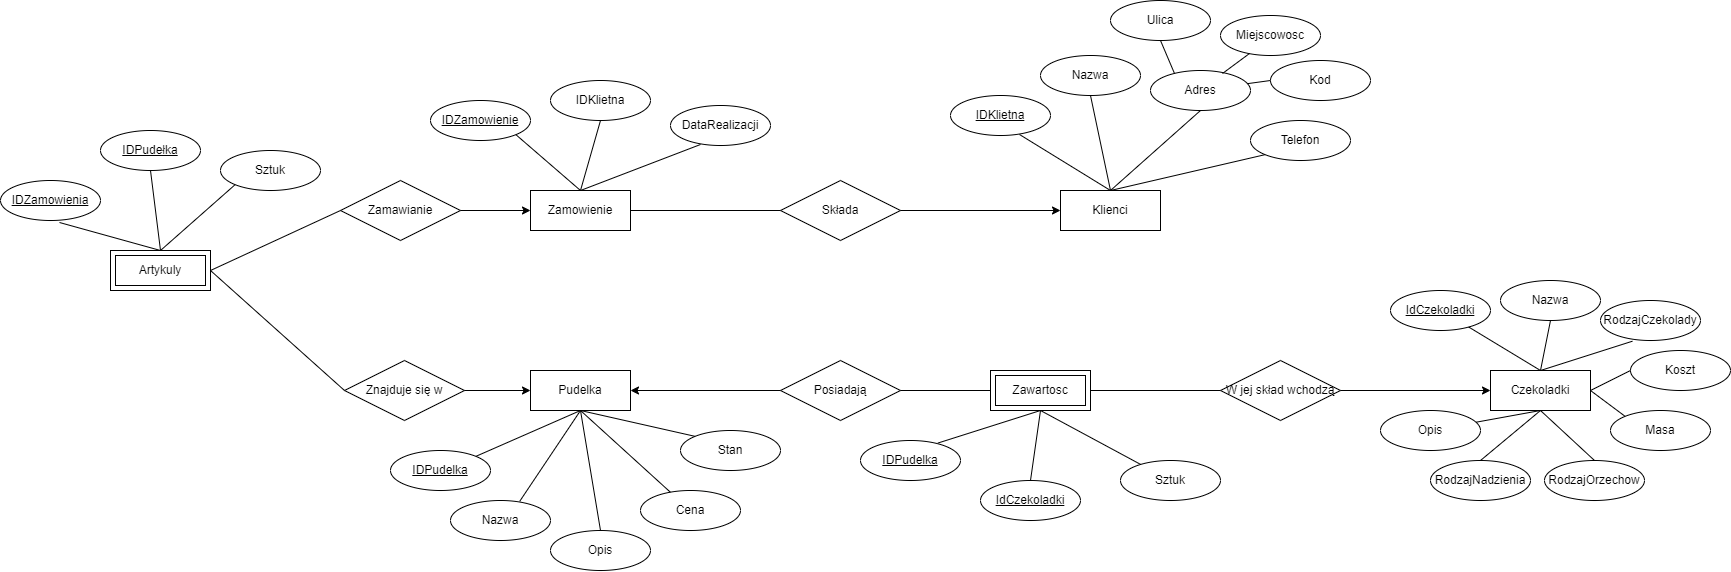 Ulica
Miejscowosc
Nazwa
Kod
Adres
IDKlietna
IDKlietna
IDZamowienie
DataRealizacji
Telefon
IDPudełka
Sztuk
IDZamowienia
Zamawianie
Zamowienie
Składa
Klienci
Artykuly
IdCzekoladki
Nazwa
RodzajCzekolady
Koszt
Znajduje się w
Pudelka
Posiadają
Zawartosc
W jej skład wchodzą
Czekoladki
Opis
Masa
Stan
IDPudelka
IDPudelka
Sztuk
RodzajNadzienia
RodzajOrzechow
IdCzekoladki
Cena
Nazwa
Opis